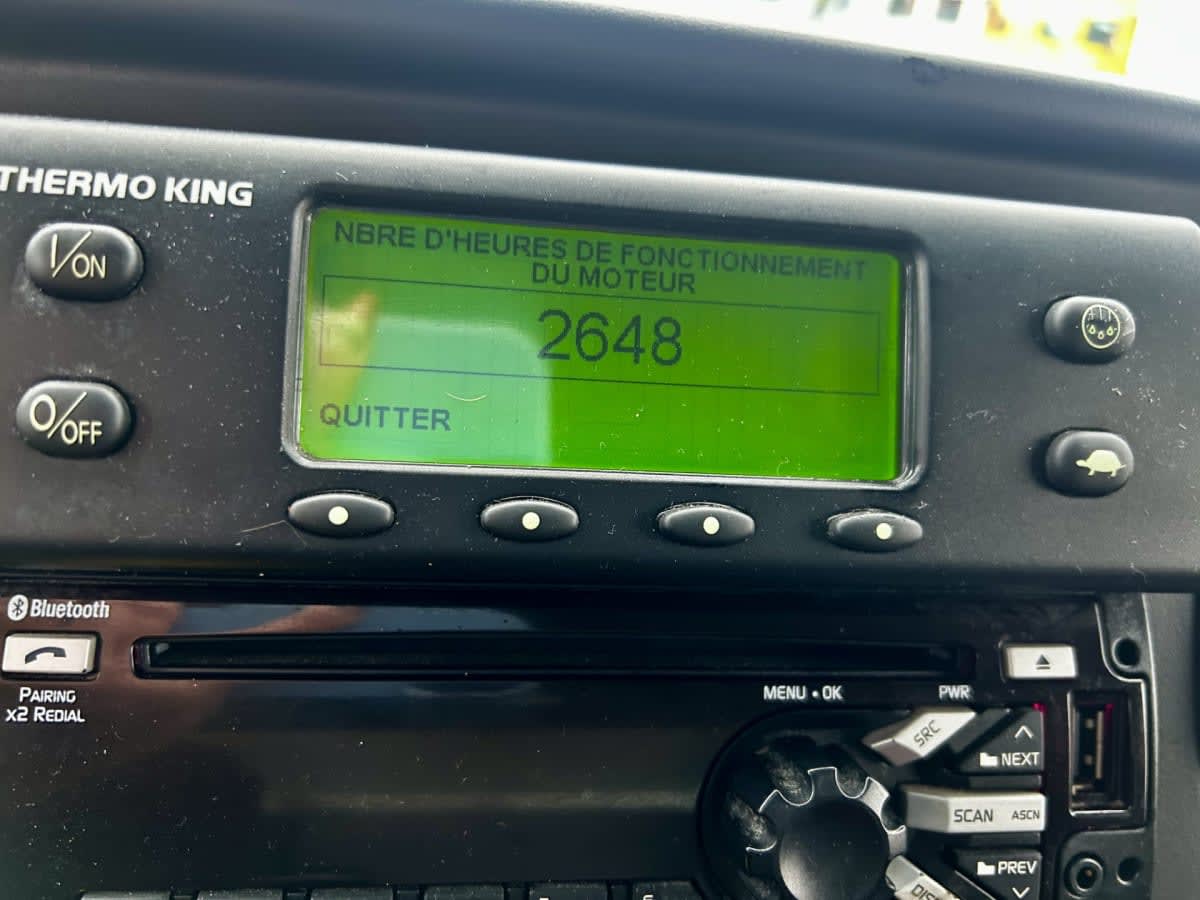 THERMO KING
I/ON
NBRE D'HEURES DE FONCTIONNEMENT
DU MOTEUR
2648
O/OFF
QUITTER
Bluetooth
PAIRING
x2 REDIAL
MENU • OK
PWR
SRC
NEXT
SCAN ASCN
PREV